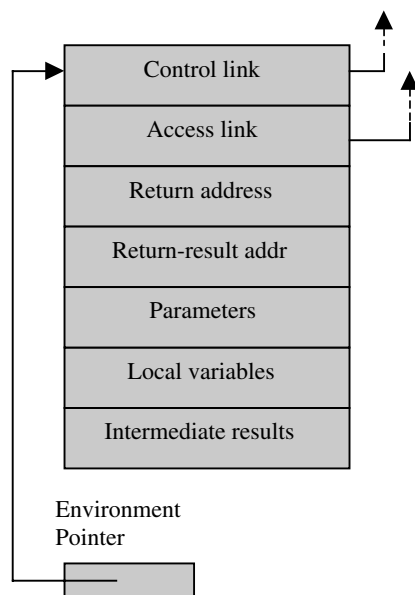 Control link
Access link
Return address
Return-result addr
Parameters
Local variables
Intermediate results
Environment
Pointer